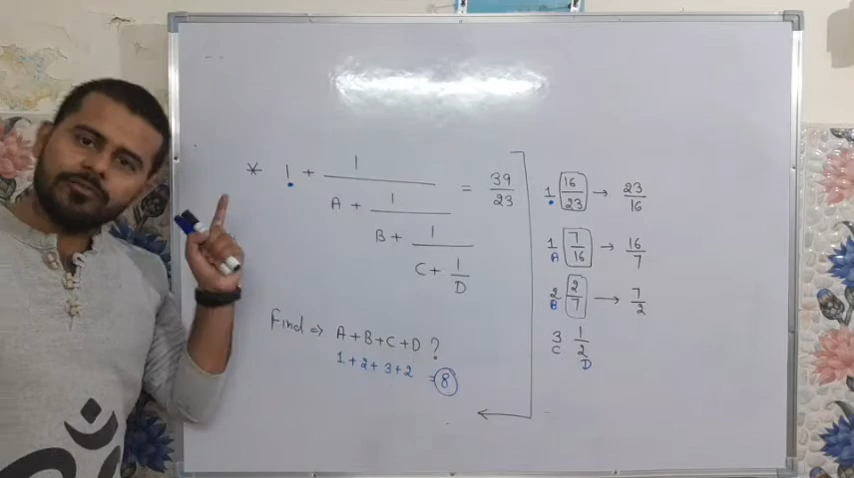 * 1 + 1 = 39/23
A + 1
B + 1
C + 1/D
Find ⇒ A+B+C+D ?
1+2+3+2 = 8
1 16/23 → 23/16
1 7/16 → 16/7
A
2 2/7 → 7/2
B
3 1/2
C D